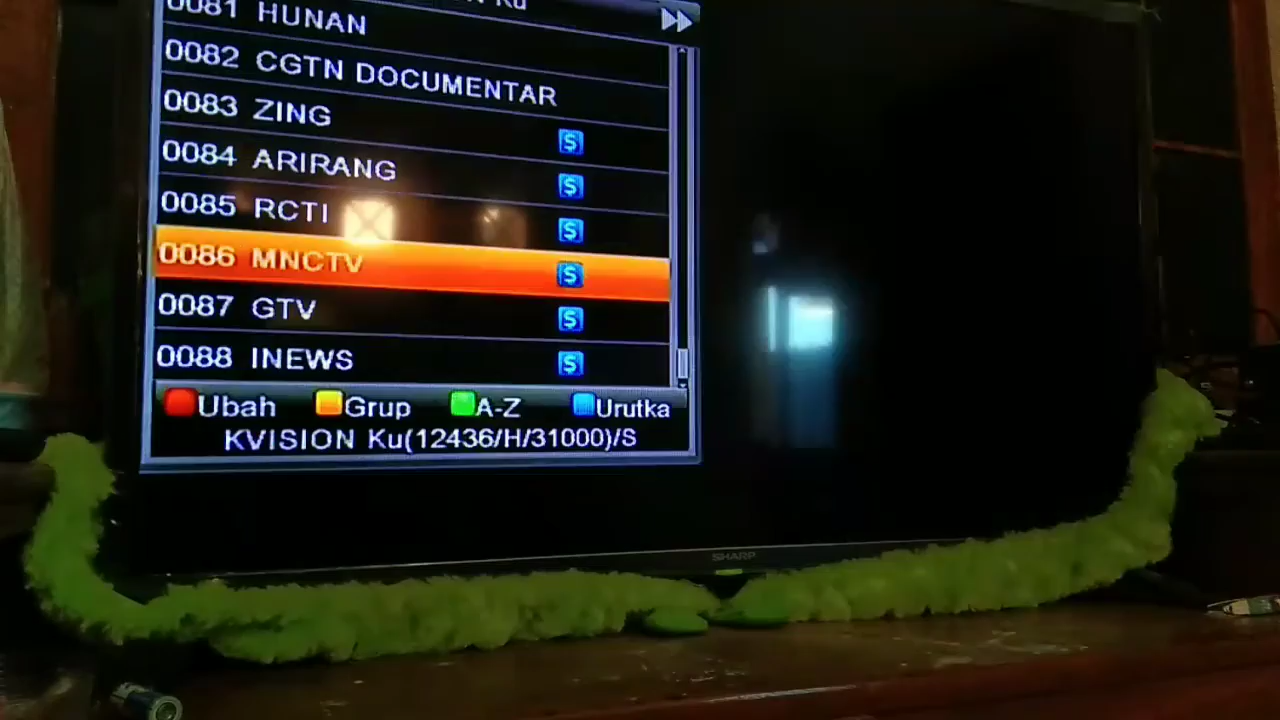 Ku
0081 HUNAN
0082 CGTN DOCUMENTAR
0083 ZING
$
0084 ARIRANG
$
0085 RCTI
$
0086 MNCTV
$
0087 GTV
$
0088 INEWS
$
Ubah Grup A-Z Urutka
KVISION Ku(12436/H/31000)/S
SHARP